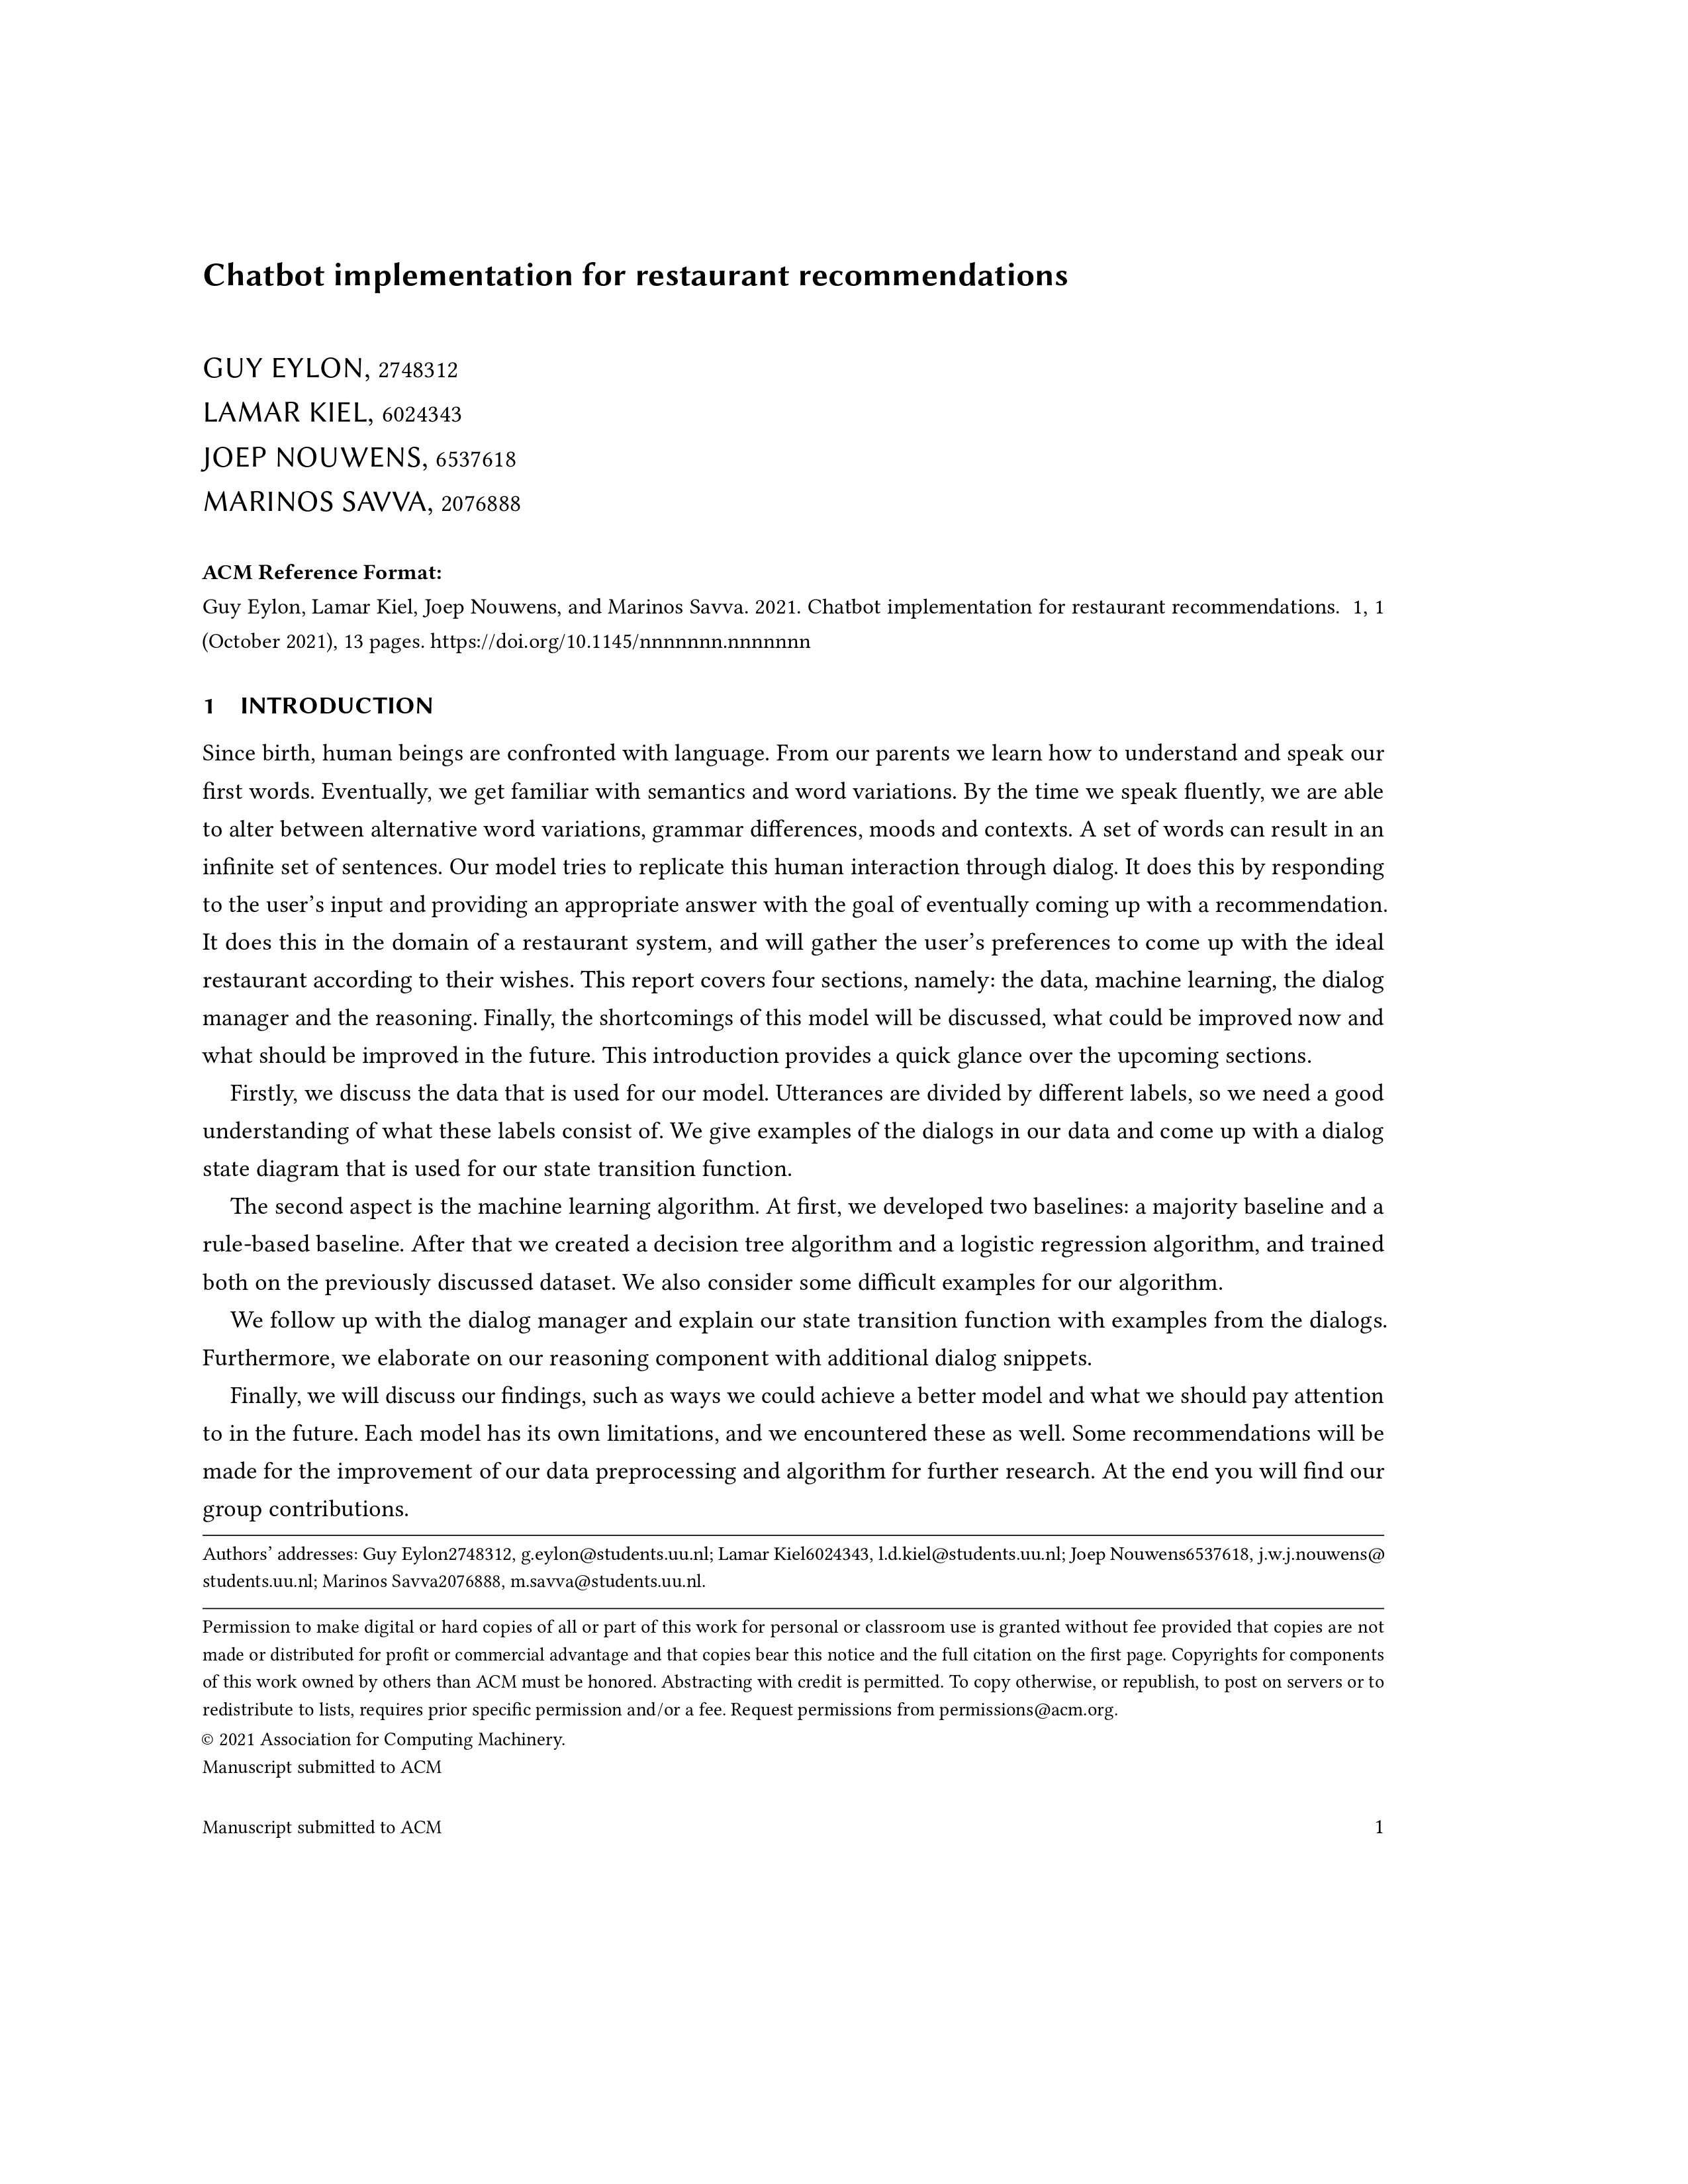 Chatbot implementation for restaurant recommendations
GUY EYLON, 2748312
LAMAR KIEL, 6024343
JOEP NOUWENS, 6537618
MARINOS SAVVA, 2076888
ACM Reference Format:
Guy Eylon, Lamar Kiel, Joep Nouwens, and Marinos Savva. 2021. Chatbot implementation for restaurant recommendations. 1, 1
(October 2021), 13 pages. https://doi.org/10.1145/nnnnnnn.nnnnnnn
1 INTRODUCTION
Since birth, human beings are confronted with language. From our parents we learn how to understand and speak our
first words. Eventually, we get familiar with semantics and word variations. By the time we speak fluently, we are able
to alter between alternative word variations, grammar differences, moods and contexts. A set of words can result in an
infinite set of sentences. Our model tries to replicate this human interaction through dialog. It does this by responding
to the user's input and providing an appropriate answer with the goal of eventually coming up with a recommendation.
It does this in the domain of a restaurant system, and will gather the user's preferences to come up with the ideal
restaurant according to their wishes. This report covers four sections, namely: the data, machine learning, the dialog
manager and the reasoning. Finally, the shortcomings of this model will be discussed, what could be improved now and
what should be improved in the future. This introduction provides a quick glance over the upcoming sections.
Firstly, we discuss the data that is used for our model. Utterances are divided by different labels, so we need a good
understanding of what these labels consist of. We give examples of the dialogs in our data and come up with a dialog
state diagram that is used for our state transition function.
The second aspect is the machine learning algorithm. At first, we developed two baselines: a majority baseline and a
rule-based baseline. After that we created a decision tree algorithm and a logistic regression algorithm, and trained
both on the previously discussed dataset. We also consider some difficult examples for our algorithm.
We follow up with the dialog manager and explain our state transition function with examples from the dialogs.
Furthermore, we elaborate on our reasoning component with additional dialog snippets.
Finally, we will discuss our findings, such as ways we could achieve a better model and what we should pay attention
to in the future. Each model has its own limitations, and we encountered these as well. Some recommendations will be
made for the improvement of our data preprocessing and algorithm for further research. At the end you will find our
group contributions.
Authors' addresses: Guy Eylon2748312, g.eylon@students.uu.nl; Lamar Kiel6024343, l.d.kiel@students.uu.nl; Joep Nouwens6537618, j.w.j.nouwens@
students.uu.nl; Marinos Savva2076888, m.savva@students.uu.nl.
Permission to make digital or hard copies of all or part of this work for personal or classroom use is granted without fee provided that copies are not
made or distributed for profit or commercial advantage and that copies bear this notice and the full citation on the first page. Copyrights for components
of this work owned by others than ACM must be honored. Abstracting with credit is permitted. To copy otherwise, or republish, to post on servers or to
redistribute to lists, requires prior specific permission and/or a fee. Request permissions from permissions@acm.org.
© 2021 Association for Computing Machinery.
Manuscript submitted to ACM
Manuscript submitted to ACM 1